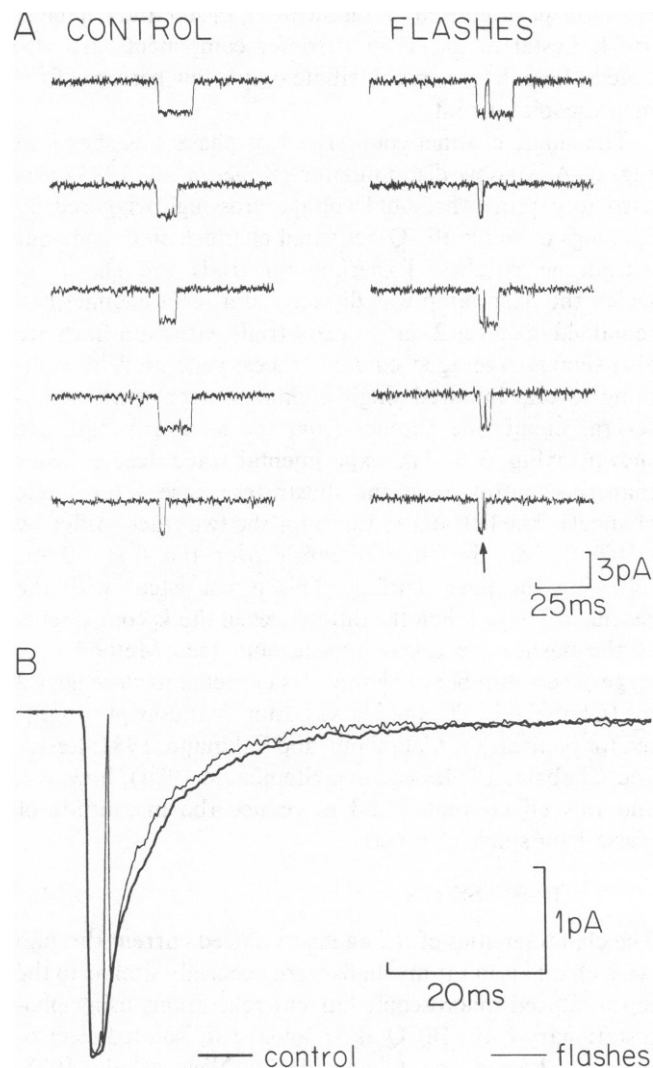 A CONTROL FLASHES
3pA
25ms
B
1pA
20ms
control flashes